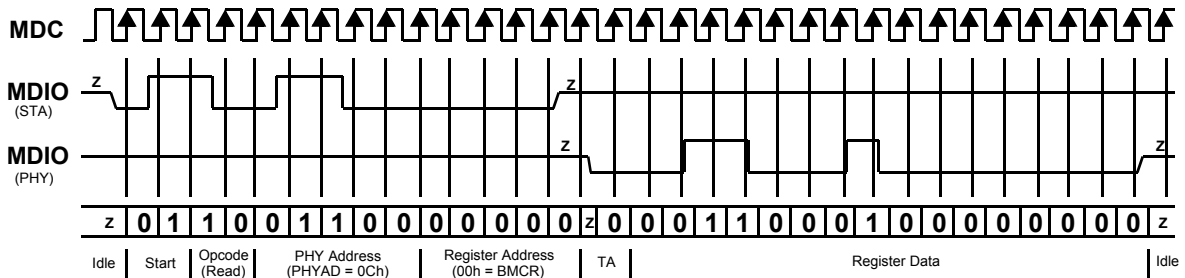 MDC
z
z
MDIO
(STA)
MDIO
z
z
(PHY)
z 0 1 1 0 0 1 1 0 0 0 0 0 0 0 z 0 0 0 1 1 0 0 0 1 0 0 0 0 0 0 0 0 z
Idle Start Opcode (Read) PHY Address (PHYAD = 0Ch) Register Address (00h = BMCR) TA Register Data Idle